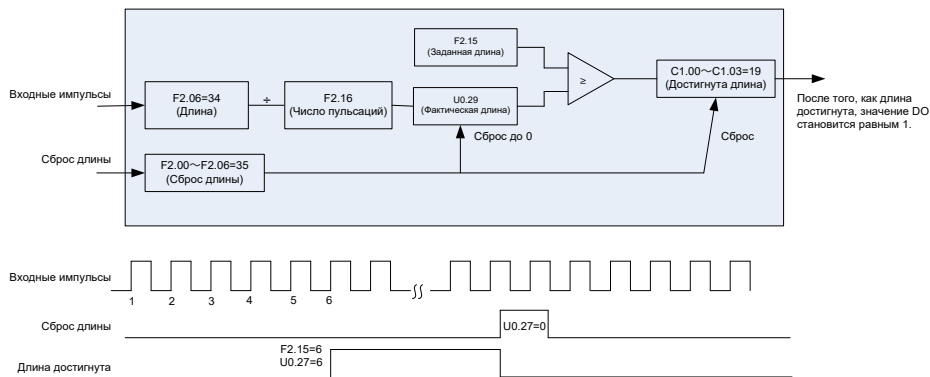 F2.15
(Заданная длина)
Входные импульсы
F2.06=34
(Длина)
÷
F2.16
(Число пульсаций)
U0.29
(Фактическая длина)
≥
C1.00~C1.03=19
(Достигнута длина)
После того, как длина
достигнута, значение DO
становится равным 1.
Сброс до 0
Сброс
Сброс длины
F2.00~F2.06=35
(Сброс длины)
Входные импульсы
1 2 3 4 5 6
Сброс длины
U0.27=0
F2.15=6
U0.27=6
Длина достигнута